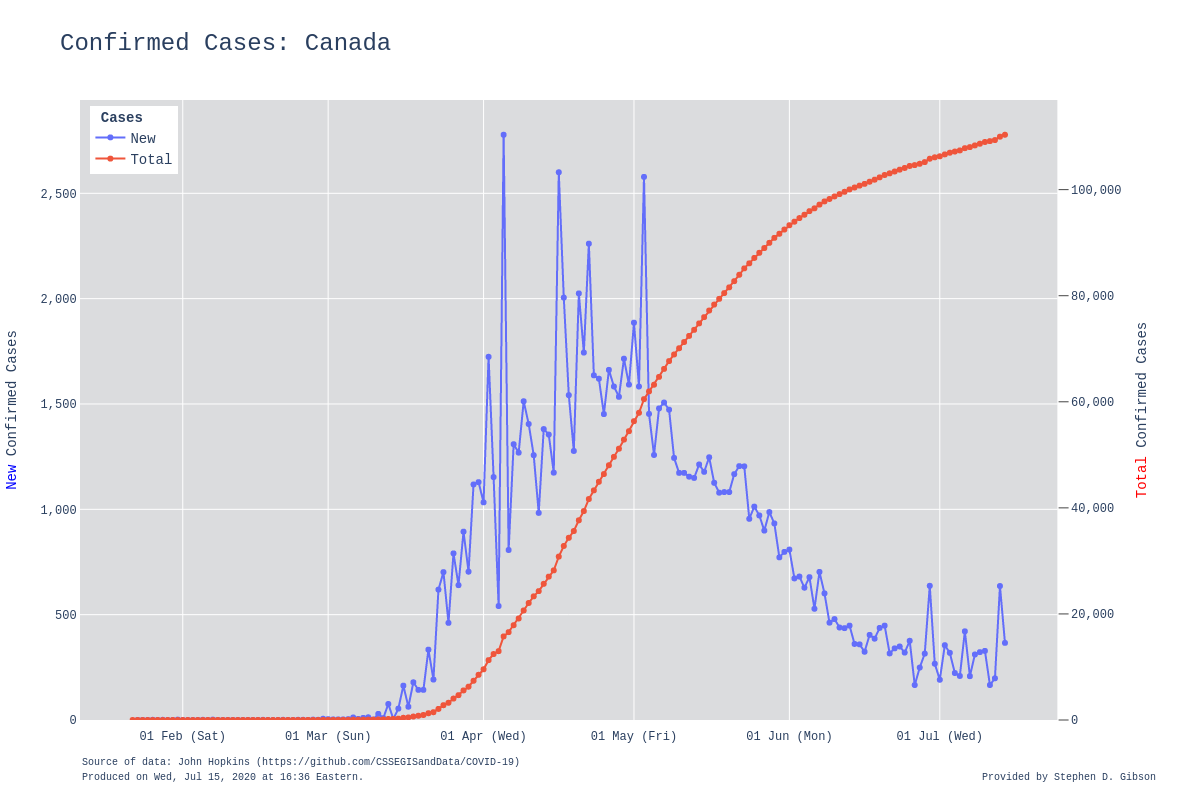 Confirmed Cases: Canada
Cases
New
Total
2,500
2,000
1,500
1,000
500
0
New Confirmed Cases
100,000
80,000
60,000
40,000
20,000
0
Total Confirmed Cases
01 Feb (Sat) 01 Mar (Sun) 01 Apr (Wed) 01 May (Fri) 01 Jun (Mon) 01 Jul (Wed)
Source of data: John Hopkins (https://github.com/CSSEGISandData/COVID-19)
Produced on Wed, Jul 15, 2020 at 16:36 Eastern.
Provided by Stephen D. Gibson